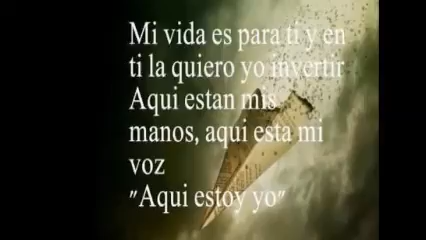 Mi vida es para ti y en
ti la quiero yo invertir
Aqui estan mis
manos, aqui esta mi
voz
"Aqui estoy yo"